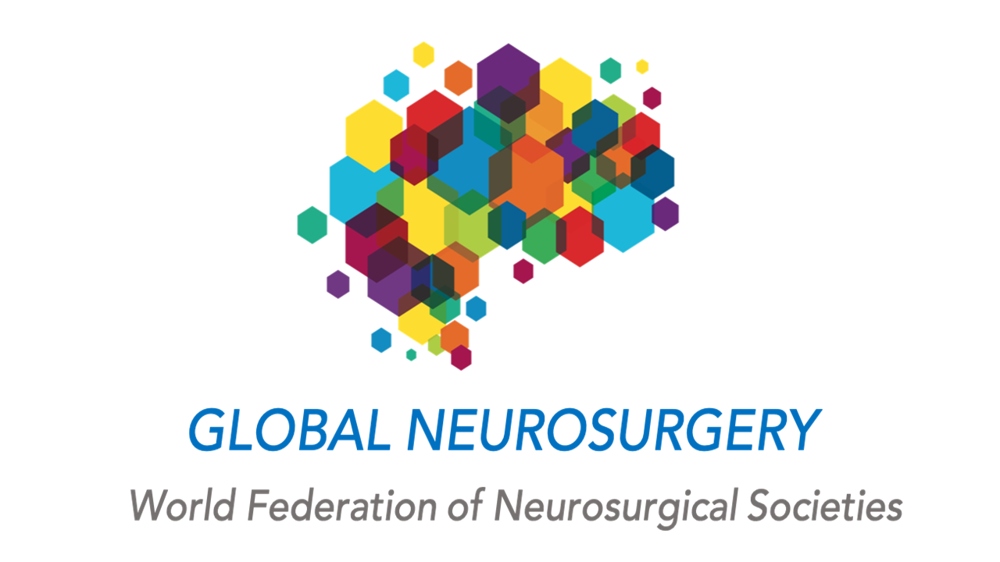 GLOBAL NEUROSURGERY
World Federation of Neurosurgical Societies